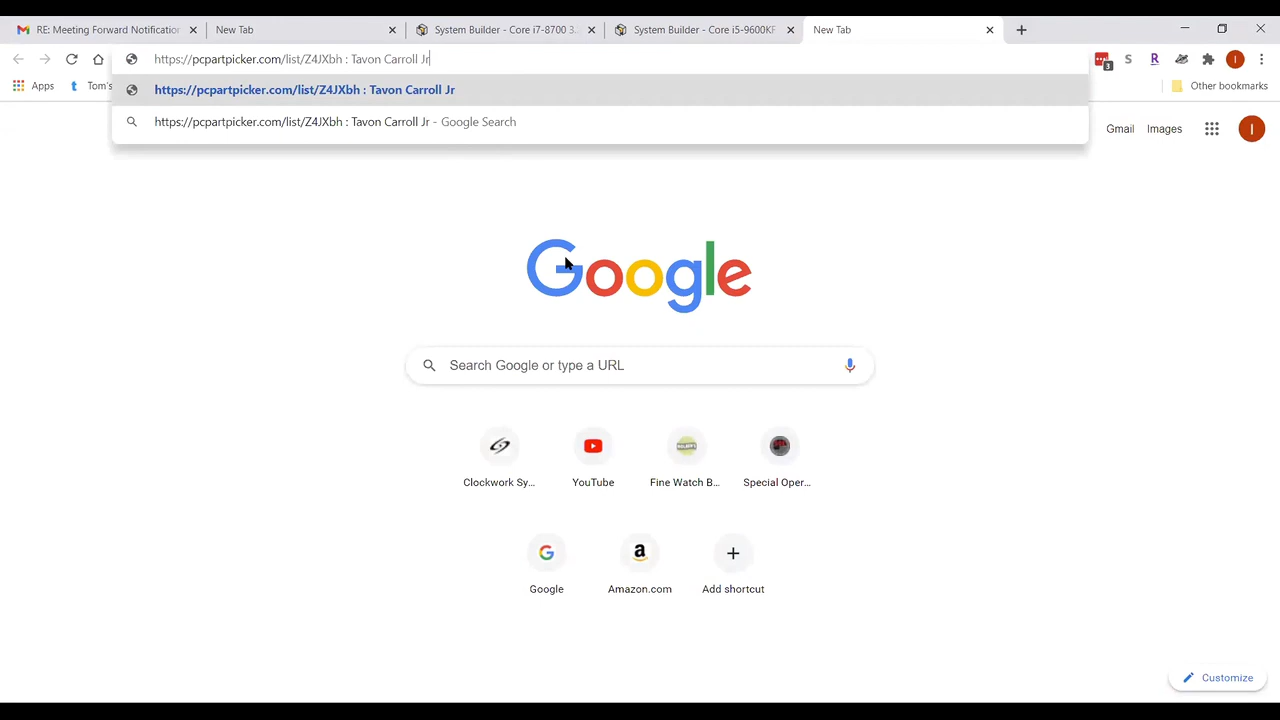 RE: Meeting Forward Notification
New Tab
System Builder - Core i7-8700 3.
System Builder - Core i5-9600KF
New Tab
https://pcpartpicker.com/list/Z4JXbh : Tavon Carroll Jr
3
S
R
I
Apps
Tom's
https://pcpartpicker.com/list/Z4JXbh : Tavon Carroll Jr
Other bookmarks
https://pcpartpicker.com/list/Z4JXbh : Tavon Carroll Jr - Google Search
Gmail
Images
I
Google
Search Google or type a URL
Clockwork Sy...
YouTube
Fine Watch B...
Special Oper...
Google
Amazon.com
Add shortcut
Customize